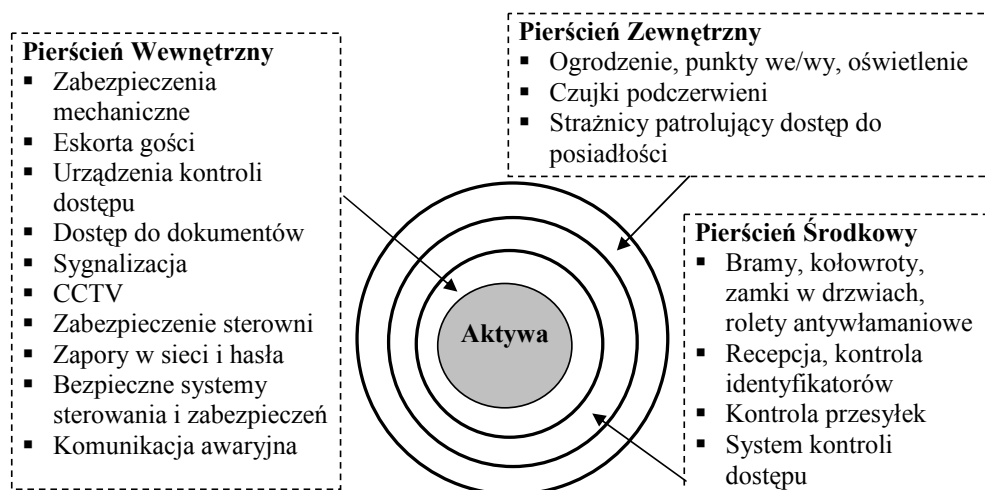 Pierścień Wewnętrzny
▪ Zabezpieczenia
mechaniczne
▪ Eskorta gości
▪ Urządzenia kontroli
dostępu
▪ Dostęp do dokumentów
▪ Sygnalizacja
▪ CCTV
▪ Zabezpieczenie sterowni
▪ Zapory w sieci i hasła
▪ Bezpieczne systemy
sterowania i zabezpieczeń
▪ Komunikacja awaryjna
Pierścień Zewnętrzny
▪ Ogrodzenie, punkty we/wy, oświetlenie
▪ Czujki podczerwieni
▪ Strażnicy patrolujący dostęp do
posiadłości
Aktywa
Pierścień Środkowy
▪ Bramy, kołowroty,
zamki w drzwiach,
rolety antywłamaniowe
▪ Recepcja, kontrola
identyfikatorów
▪ Kontrola przesyłek
▪ System kontroli
dostępu